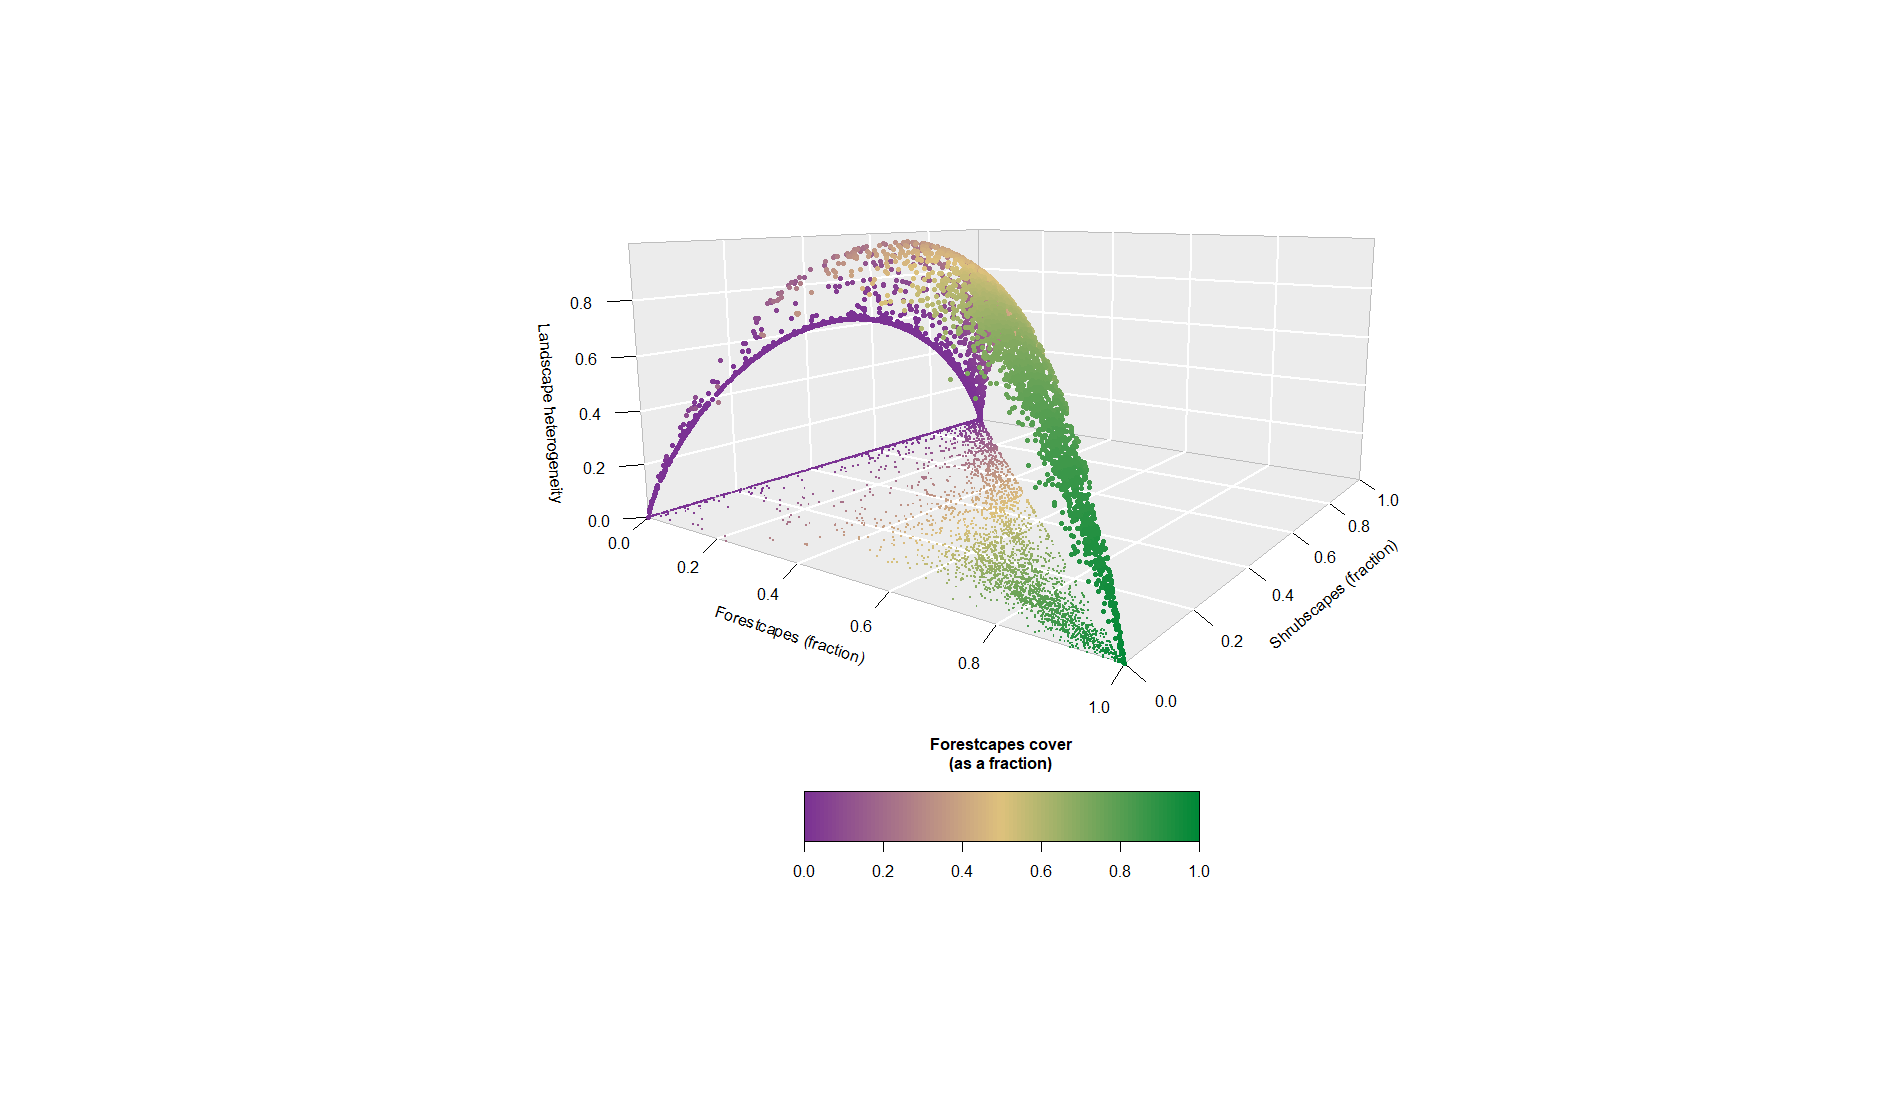 Landscape heterogeneity
0.8
0.6
0.4
0.2
0.0
0.0
0.2
0.4
0.6
0.8
1.0
Forestcapes (fraction)
0.0
0.2
0.4
0.6
0.8
1.0
Shrubscapes (fraction)
Forestcapes cover
(as a fraction)
0.0 0.2 0.4 0.6 0.8 1.0